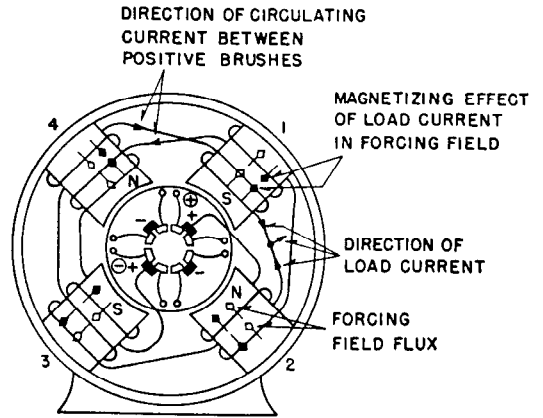 DIRECTION OF CIRCULATING
CURRENT BETWEEN
POSITIVE BRUSHES
MAGNETIZING EFFECT
OF LOAD CURRENT
IN FORCING FIELD
4
1
N
S
+
-
+
DIRECTION OF
LOAD CURRENT
-
+
-
S
N
FORCING
FIELD FLUX
3
2